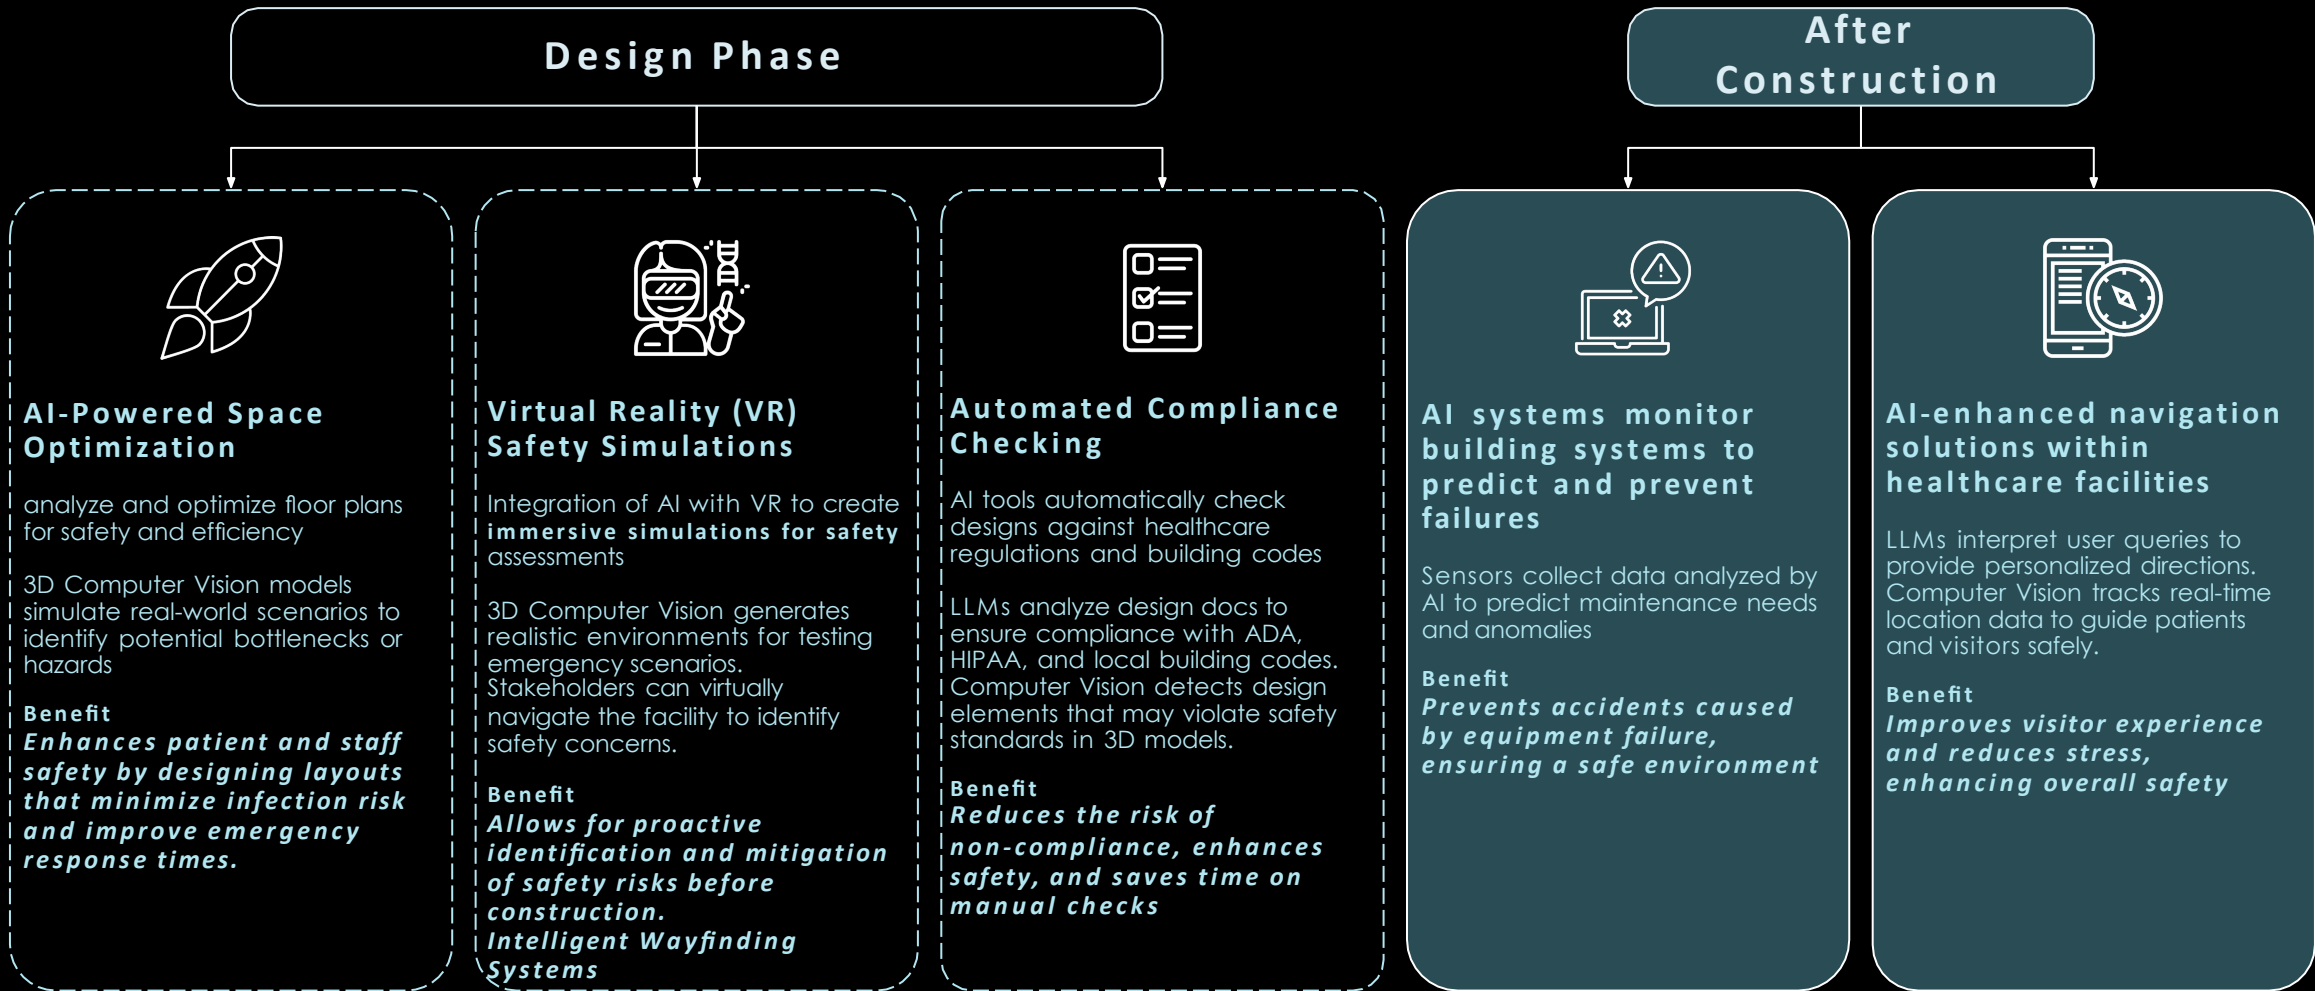 Design Phase
After
Construction
AI-Powered Space
Optimization
analyze and optimize floor plans
for safety and efficiency
3D Computer Vision models
simulate real-world scenarios to
identify potential bottlenecks or
hazards
Benefit
Enhances patient and staff
safety by designing layouts
that minimize infection risk
and improve emergency
response times.
Virtual Reality (VR)
Safety Simulations
Integration of AI with VR to create
immersive simulations for safety
assessments
3D Computer Vision generates
realistic environments for testing
emergency scenarios.
Stakeholders can virtually
navigate the facility to identify
safety concerns.
Benefit
Allows for proactive
identification and mitigation
of safety risks before
construction.
Intelligent Wayfinding
Systems
Automated Compliance
Checking
AI tools automatically check
designs against healthcare
regulations and building codes
LLMs analyze design docs to
ensure compliance with ADA,
HIPAA, and local building codes.
Computer Vision detects design
elements that may violate safety
standards in 3D models.
Benefit
Reduces the risk of
non-compliance, enhances
safety, and saves time on
manual checks
AI systems monitor
building systems to
predict and prevent
failures
Sensors collect data analyzed by
AI to predict maintenance needs
and anomalies
Benefit
Prevents accidents caused
by equipment failure,
ensuring a safe environment
AI-enhanced navigation
solutions within
healthcare facilities
LLMs interpret user queries to
provide personalized directions.
Computer Vision tracks real-time
location data to guide patients
and visitors safely.
Benefit
Improves visitor experience
and reduces stress,
enhancing overall safety